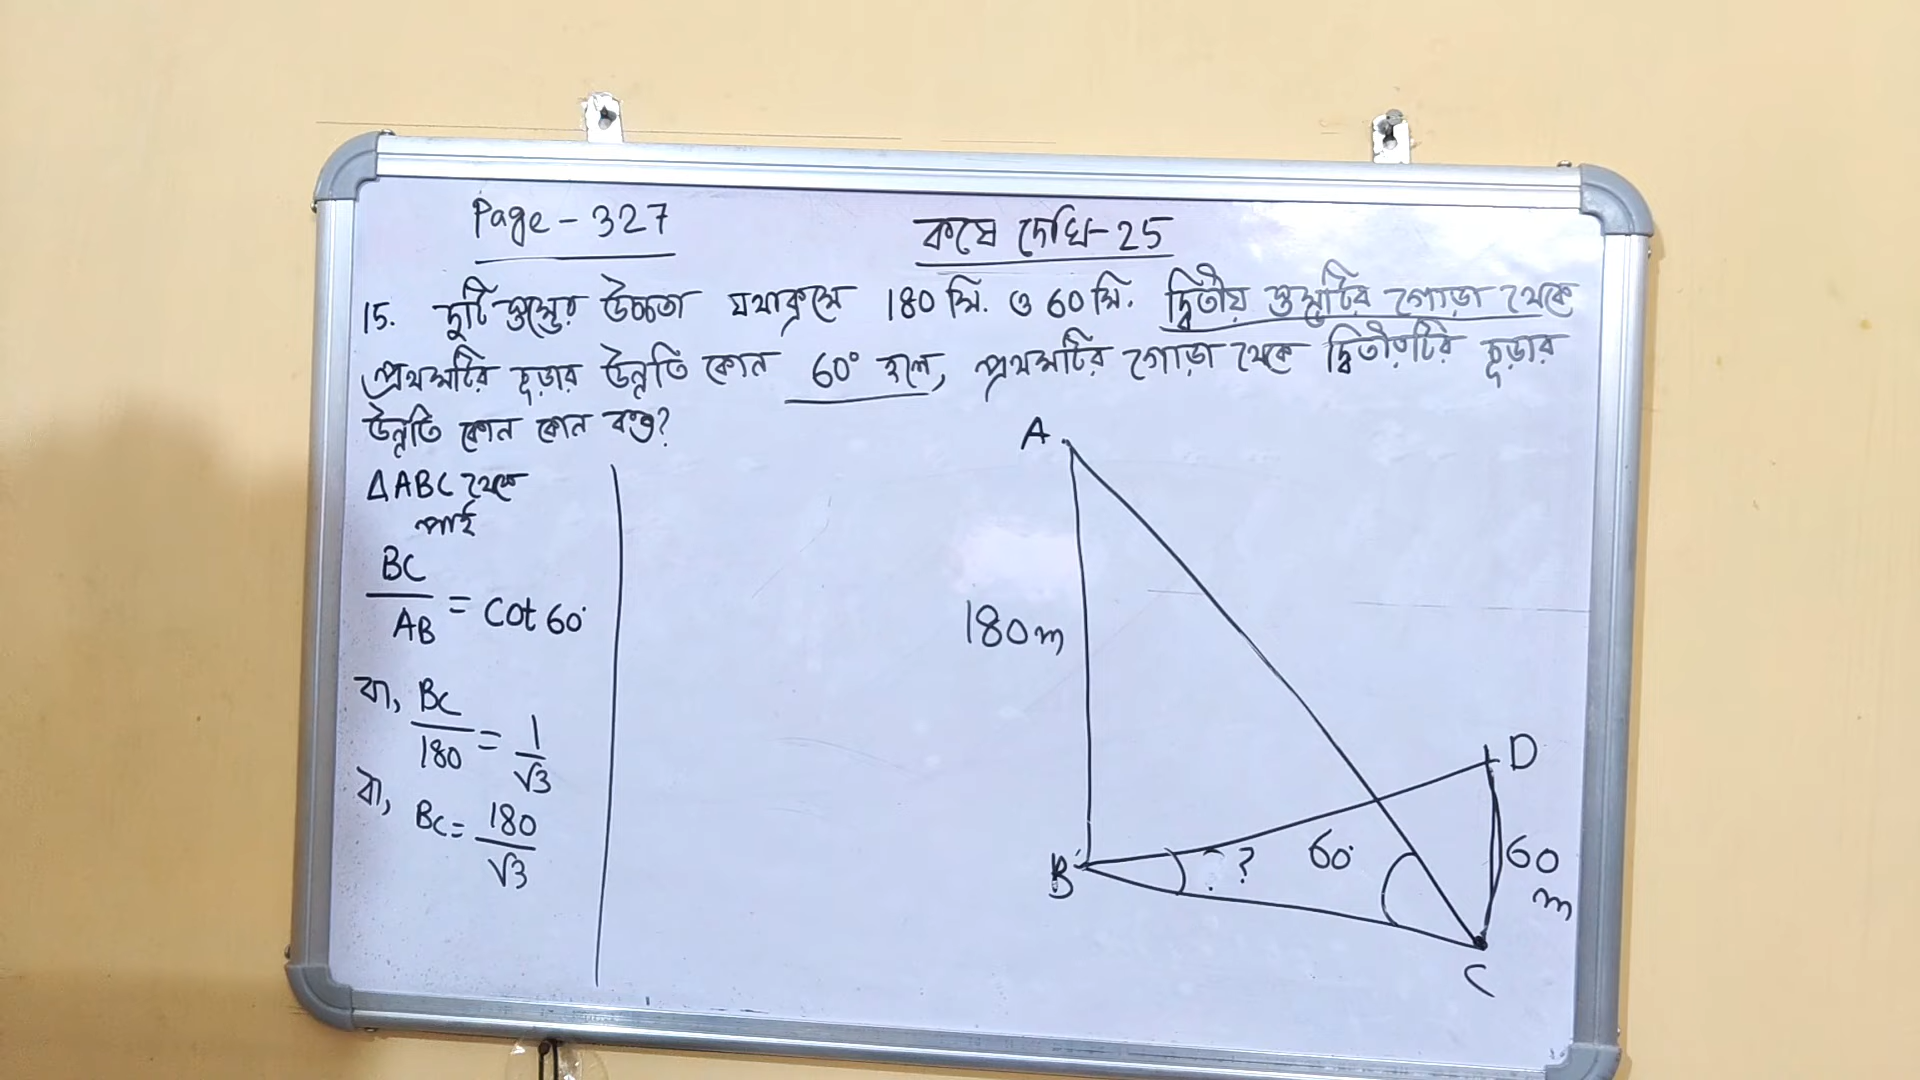 Page - 327
কষে দেখি-25
15. দুটি স্তম্ভের উচ্চতা যথাক্রমে 180 মি. ও 60 মি. দ্বিতীয় স্তম্ভটির গোড়া থেকে
প্রথমটির চূড়ার উন্নতি কোন 60° হলে, প্রথমটির গোড়া থেকে দ্বিতীয়টির চূড়ার
উন্নতি কোন কোন কত?
ΔABC থেকে
পাই
BC/AB = cot 60°
বা, BC/180 = 1/√3
বা, BC = 180/√3
A
180m
B
? ?
60°
D
60
m
C